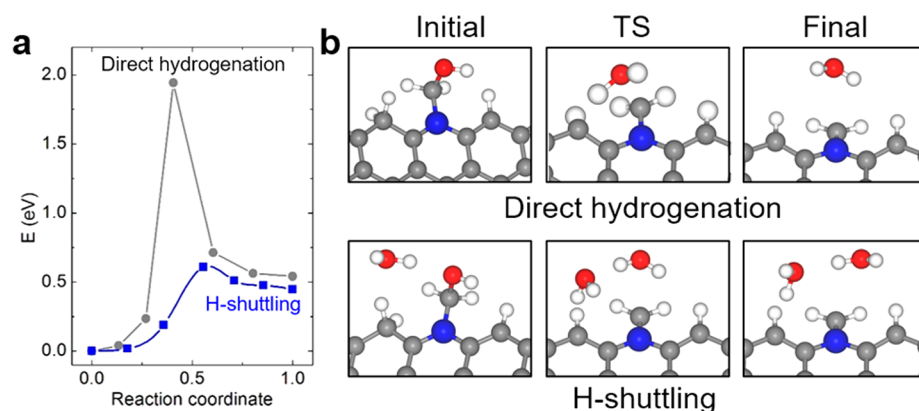 a
Direct hydrogenation
H-shuttling
2.0
1.5
1.0
0.5
0.0
E (eV)
0.0 0.5 1.0
Reaction coordinate
b
Initial TS Final
Direct hydrogenation
H-shuttling